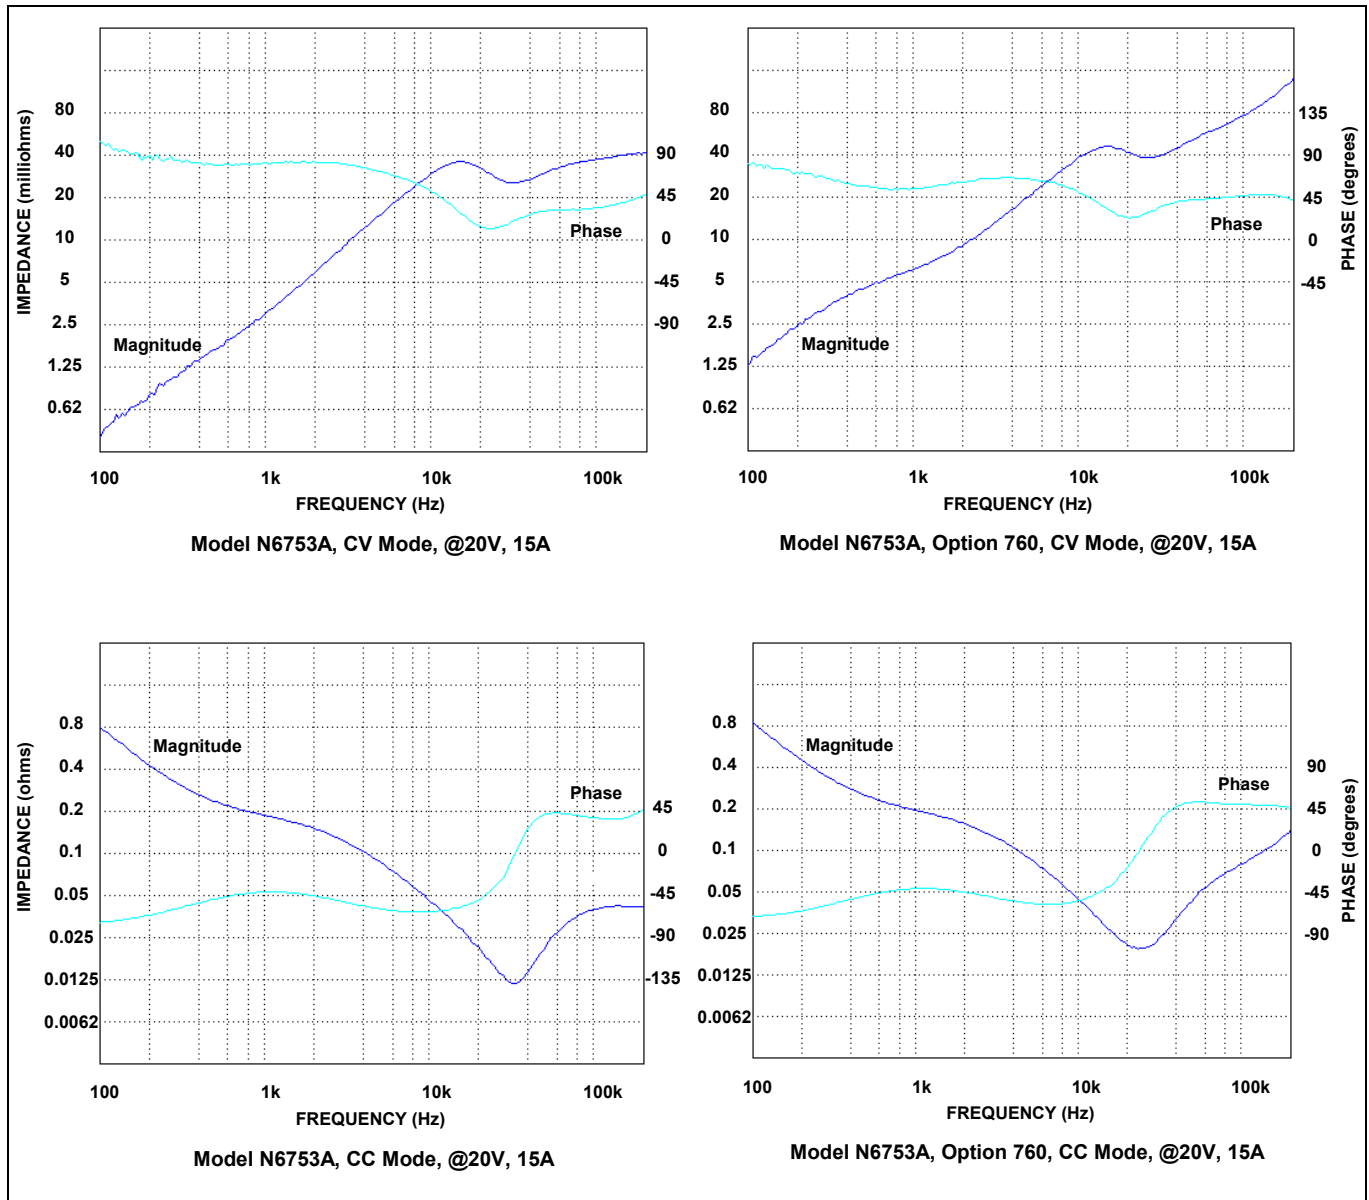 IMPEDANCE (milliohms)
80
40
20
10
5
2.5
1.25
0.62
90
45
0
-45
-90
Phase
Magnitude
100 1k 10k 100k
FREQUENCY (Hz)
Model N6753A, CV Mode, @20V, 15A
80
40
20
10
5
2.5
1.25
0.62
135
90
45
0
-45
PHASE (degrees)
Phase
Magnitude
100 1k 10k 100k
FREQUENCY (Hz)
Model N6753A, Option 760, CV Mode, @20V, 15A
IMPEDANCE (ohms)
0.8
0.4
0.2
0.1
0.05
0.025
0.0125
0.0062
45
0
-45
-90
-135
Magnitude
Phase
100 1k 10k 100k
FREQUENCY (Hz)
Model N6753A, CC Mode, @20V, 15A
0.8
0.4
0.2
0.1
0.05
0.025
0.0125
0.0062
90
45
0
-45
-90
PHASE (degrees)
Magnitude
Phase
100 1k 10k 100k
FREQUENCY (Hz)
Model N6753A, Option 760, CC Mode, @20V, 15A